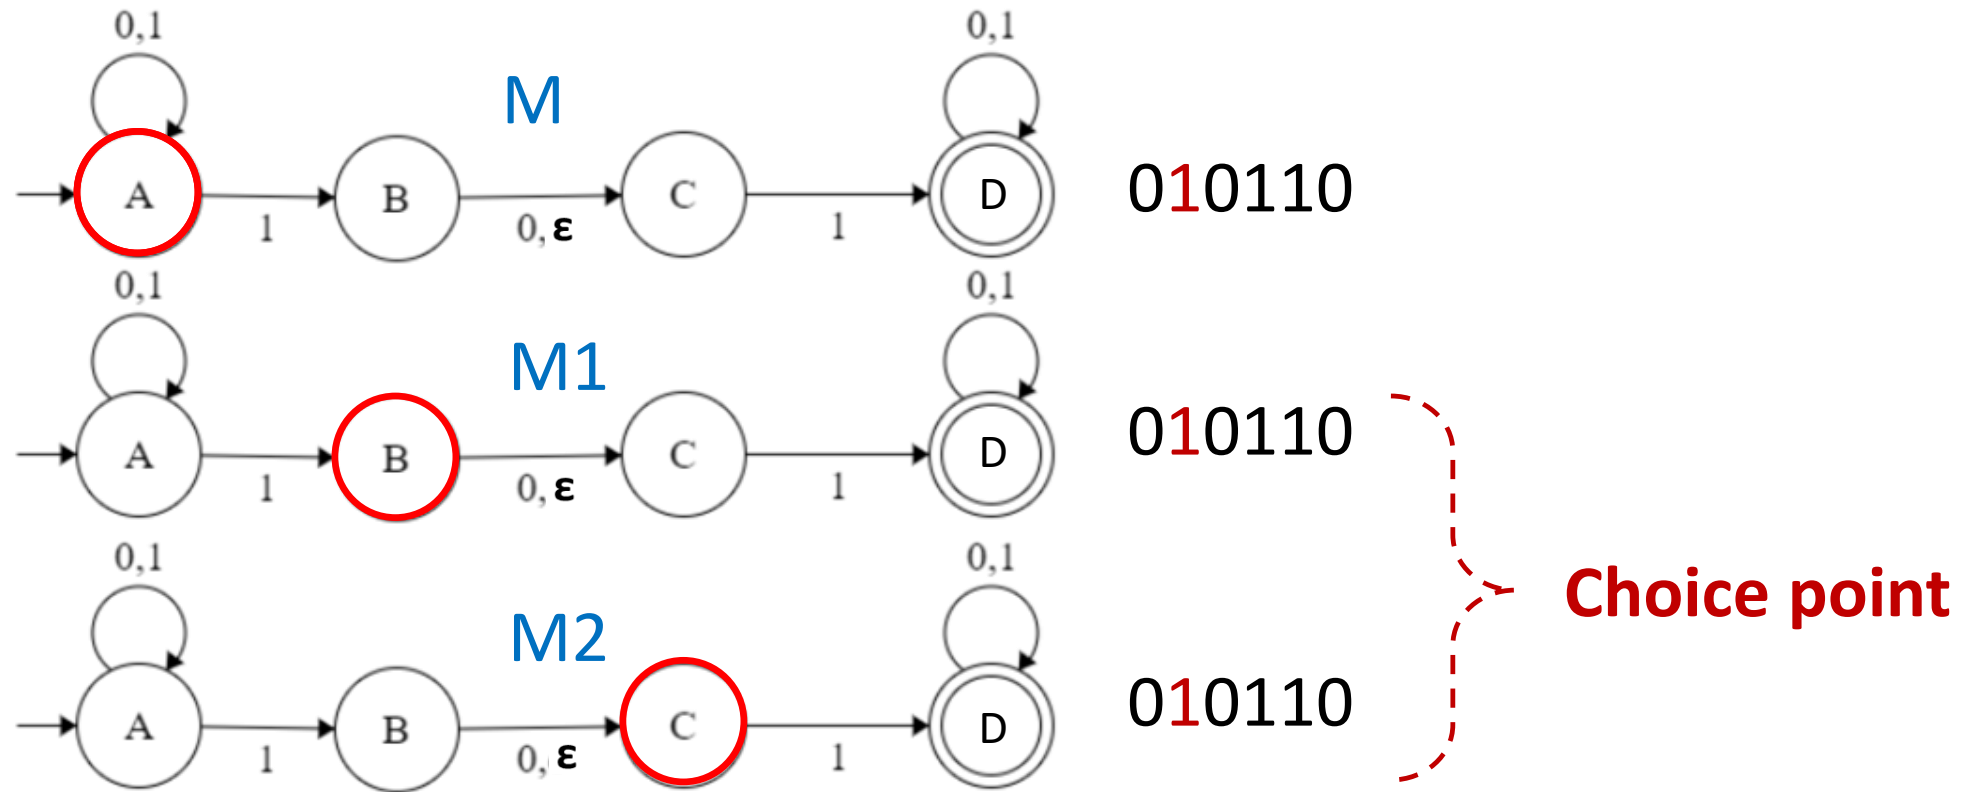 0,1 0,1
M
A B C D 010110
1 0, ε 1
0,1 0,1
M1
A B C D 010110
1 0, ε 1
0,1 0,1
Choice point
M2
A B C D 010110
1 0, ε 1